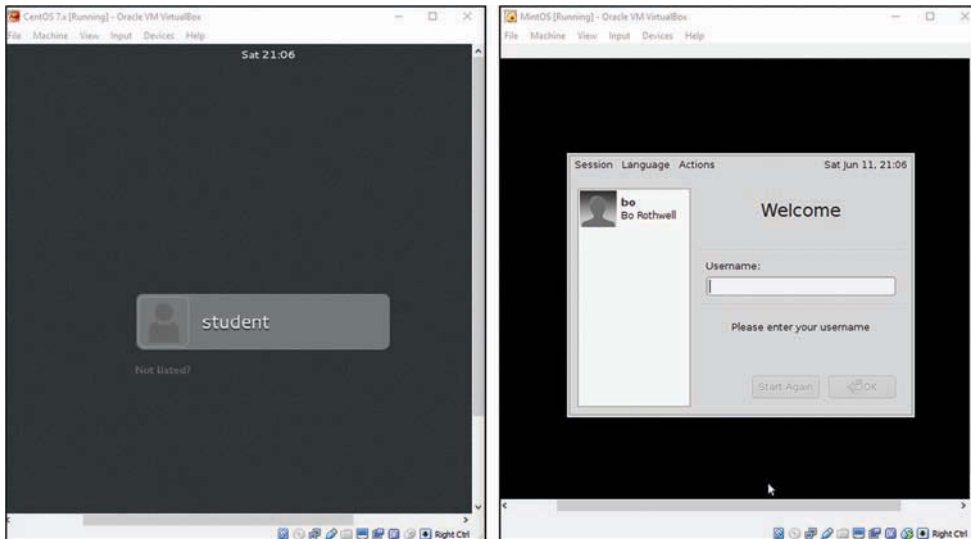 CentOS 7.x [Running] - Oracle VM VirtualBox
File Machine View Input Devices Help
Sat 21:06
student
Not listed?
Right Ctrl
MintOS [Running] - Oracle VM VirtualBox
File Machine View Input Devices Help
Session Language Actions
Sat Jun 11, 21:06
bo
Bo Rothwell
Welcome
Username:
Please enter your username
Start Again
OK
Right Ctrl